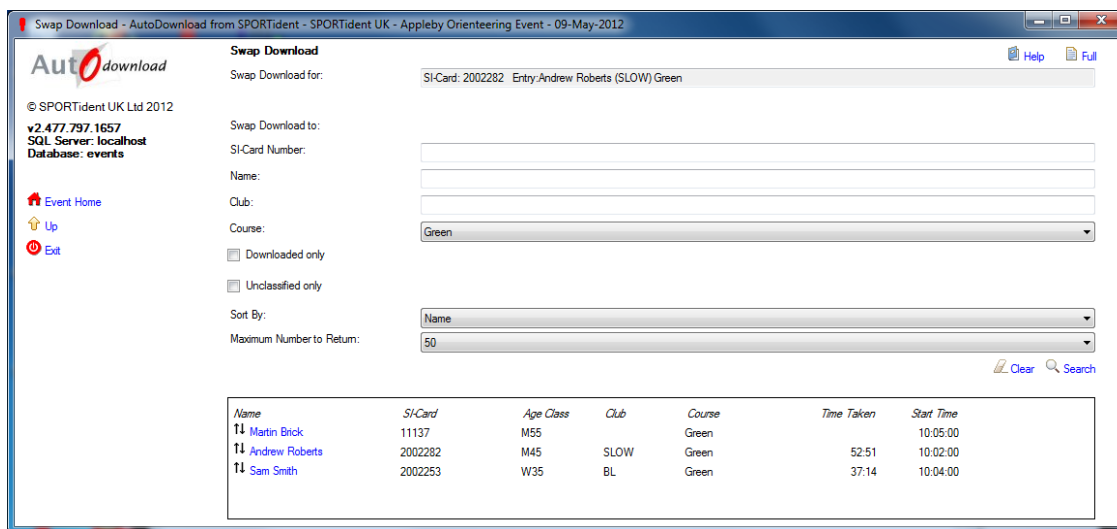 Swap Download - AutoDownload from SPORTident - SPORTident UK - Appleby Orienteering Event - 09-May-2012
AutOdownload
© SPORTident UK Ltd 2012
v2.477.797.1657
SQL Server: localhost
Database: events
Event Home
Up
Exit
Swap Download
Help Full
Swap Download for: SI-Card: 2002282 Entry:Andrew Roberts (SLOW) Green
Swap Download to:
SI-Card Number:
Name:
Club:
Course: Green
Downloaded only
Unclassified only
Sort By: Name
Maximum Number to Return: 50
Clear Search
Name SI-Card Age Class Club Course Time Taken Start Time
Martin Brick 11137 M55 Green 10:05:00
Andrew Roberts 2002282 M45 SLOW Green 52:51 10:02:00
Sam Smith 2002253 W35 BL Green 37:14 10:04:00